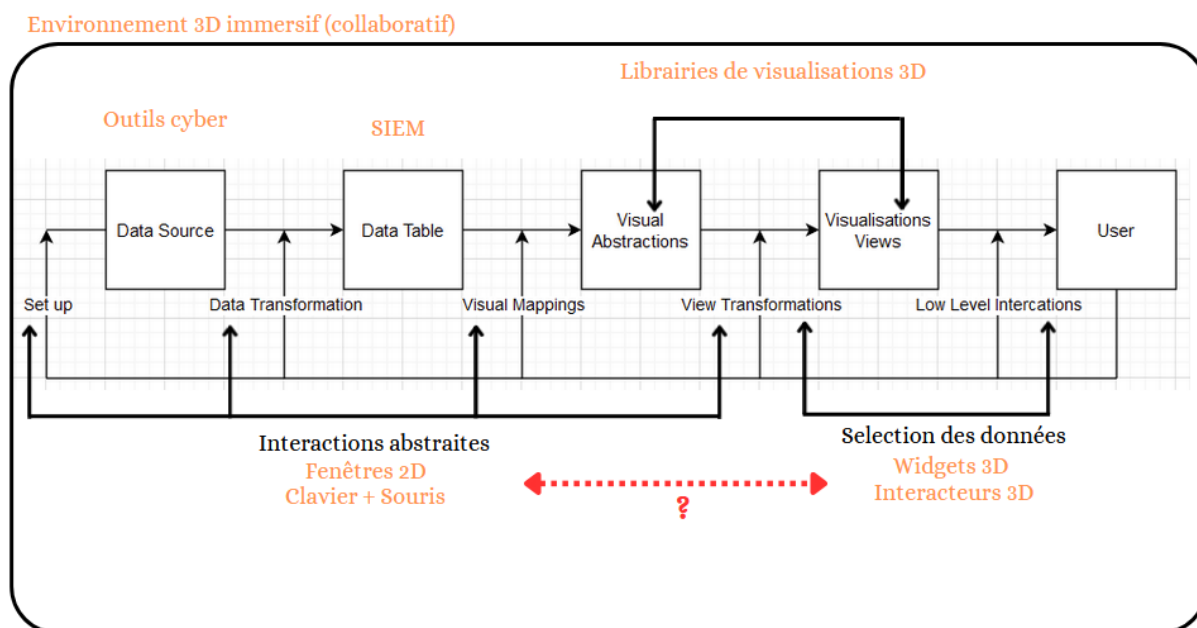 Environnement 3D immersif (collaboratif)
Librairies de visualisations 3D
Outils cyber
SIEM
Data Source
Data Table
Visual
Abstractions
Visualisations
Views
User
Set up
Data Transformation
Visual Mappings
View Transformations
Low Level Intercations
Interactions abstraites
Fenêtres 2D
Clavier + Souris
?
Selection des données
Widgets 3D
Interacteurs 3D